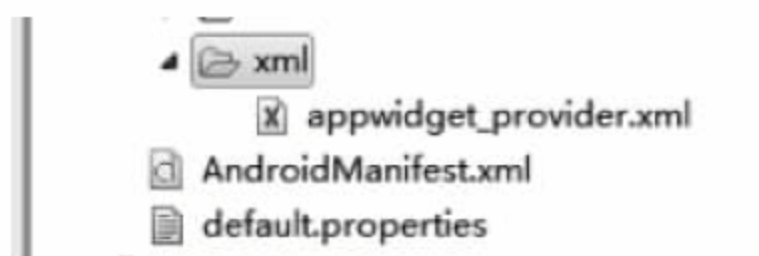 xml
appwidget_provider.xml
AndroidManifest.xml
default.properties